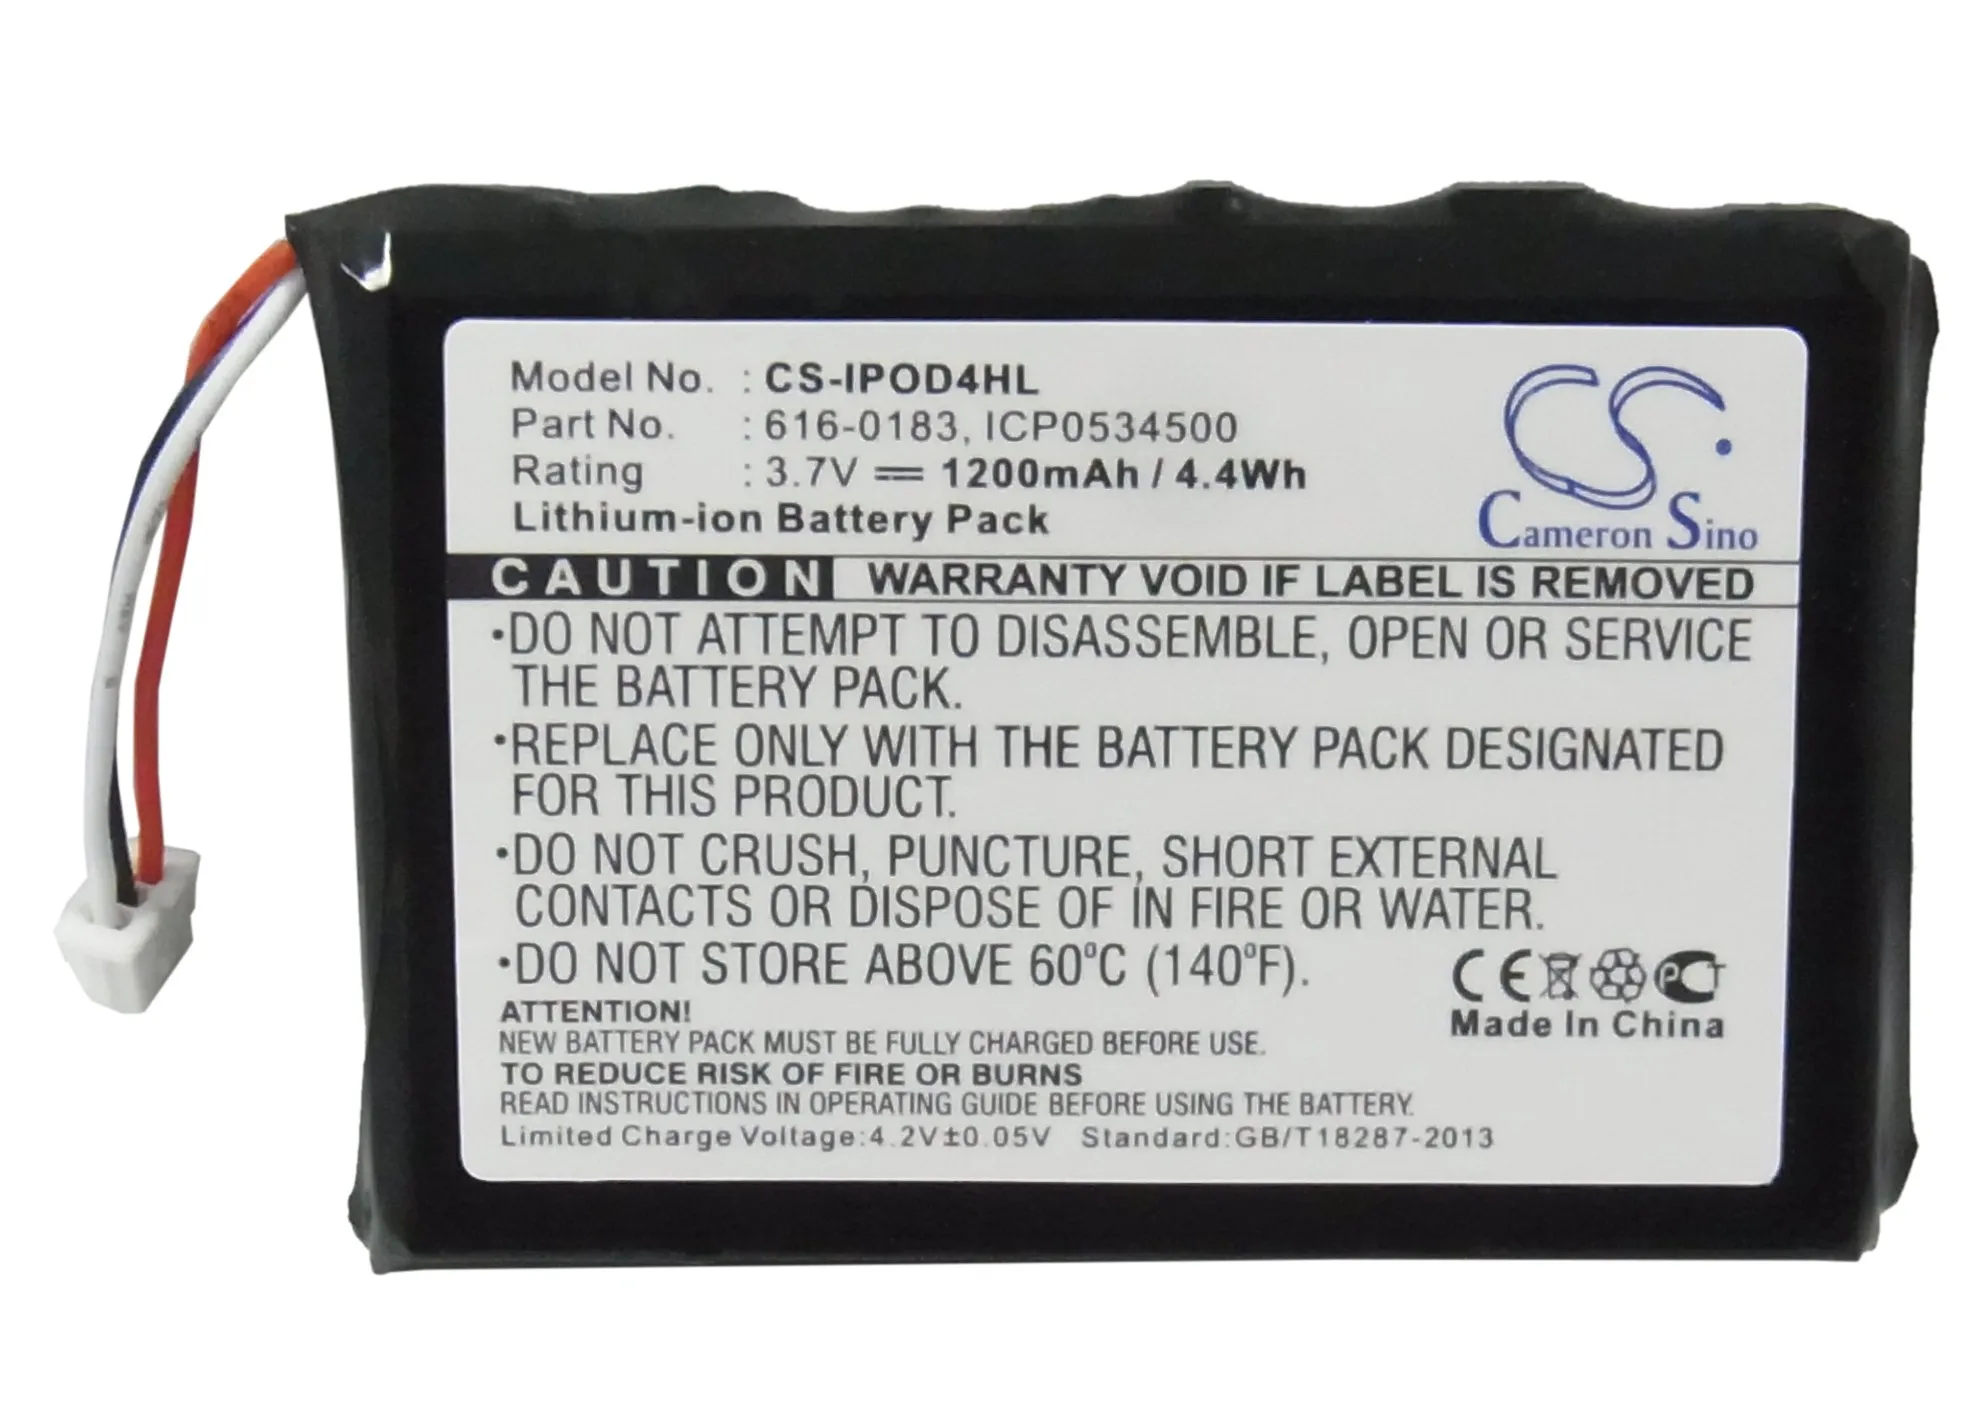 Model No. : CS-IPOD4HL
Part No. : 616-0183, ICP0534500
Rating : 3.7V ⎓ 1200mAh / 4.4Wh
Lithium-ion Battery Pack
CS
Cameron Sino
CAUTION WARRANTY VOID IF LABEL IS REMOVED
•DO NOT ATTEMPT TO DISASSEMBLE, OPEN OR SERVICE
THE BATTERY PACK.
•REPLACE ONLY WITH THE BATTERY PACK DESIGNATED
FOR THIS PRODUCT.
•DO NOT CRUSH, PUNCTURE, SHORT EXTERNAL
CONTACTS OR DISPOSE OF IN FIRE OR WATER.
•DO NOT STORE ABOVE 60ºC (140ºF).
CE PCT
Made In China
ATTENTION!
NEW BATTERY PACK MUST BE FULLY CHARGED BEFORE USE.
TO REDUCE RISK OF FIRE OR BURNS
READ INSTRUCTIONS IN OPERATING GUIDE BEFORE USING THE BATTERY.
Limited Charge Voltage:4.2V±0.05V Standard:GB/T18287-2013